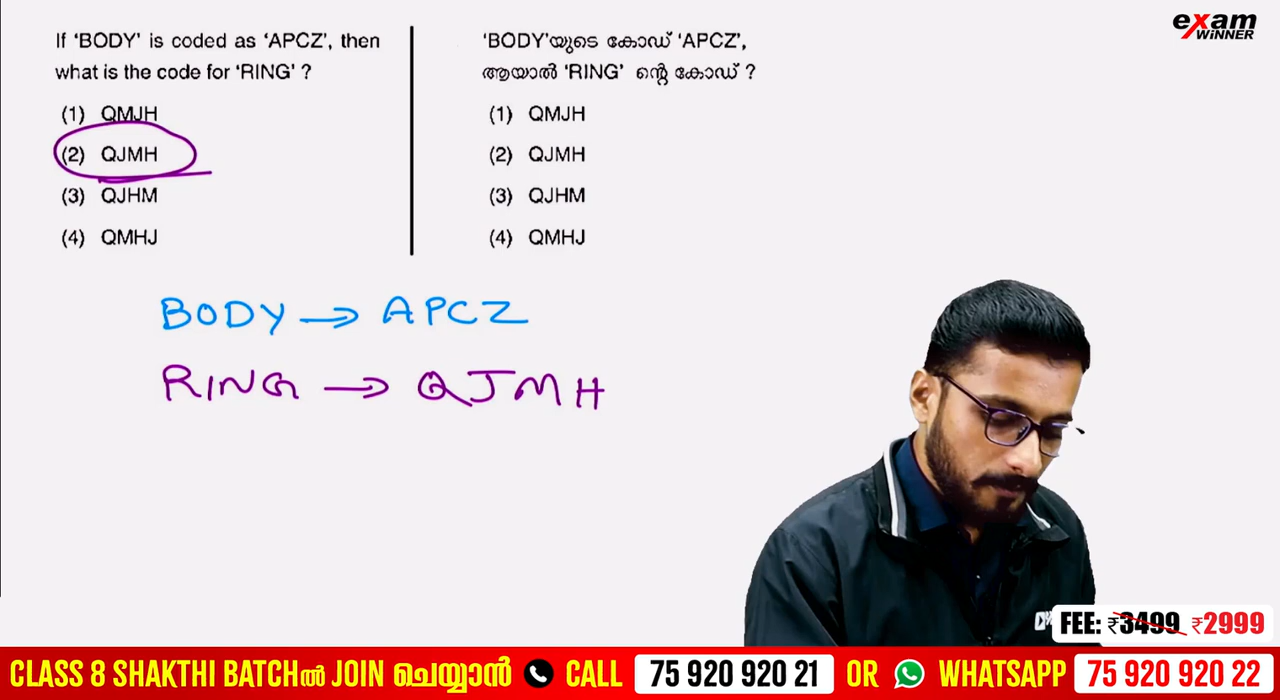 exam
WiNNER
If ‘BODY’ is coded as ‘APCZ’, then
what is the code for ‘RING’ ?
(1) QMJH
(2) QJMH
(3) QJHM
(4) QMHJ
‘BODY’യുടെ കോഡ് ‘APCZ’,
ആയാൽ ‘RING’ ന്റെ കോഡ് ?
(1) QMJH
(2) QJMH
(3) QJHM
(4) QMHJ
BODY → APCZ
RING → QJMH
FEE: ₹3499 ₹2999
CLASS 8 SHAKTHI BATCHൽ JOIN ചെയ്യാൻ CALL 75 920 920 21 OR WHATSAPP 75 920 920 22